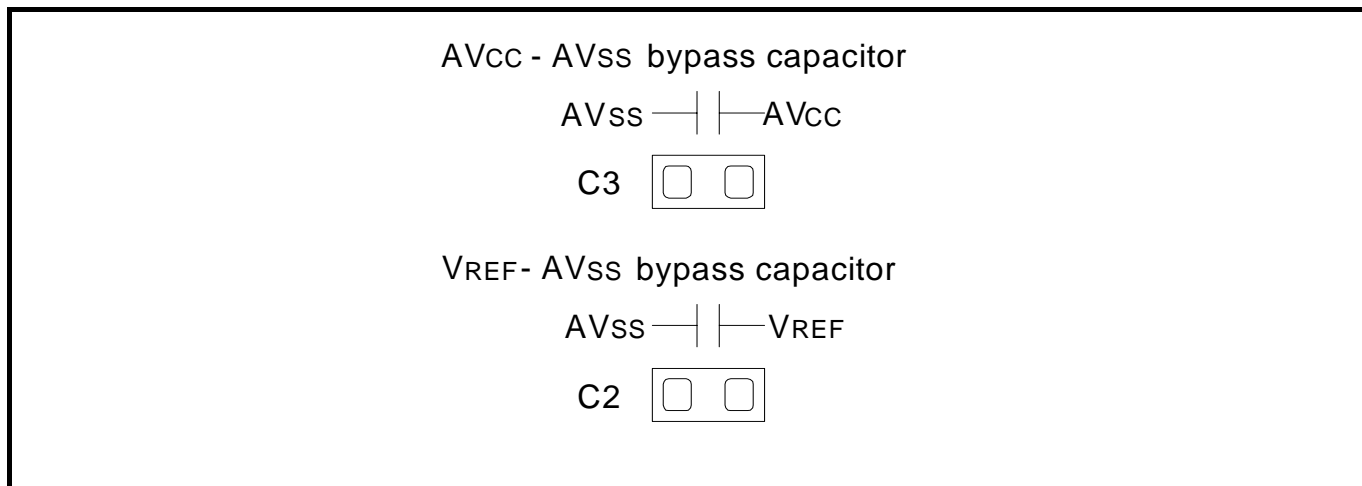 AVCC - AVSS bypass capacitor
AVSS AVCC
C3
VREF- AVSS bypass capacitor
AVSS VREF
C2